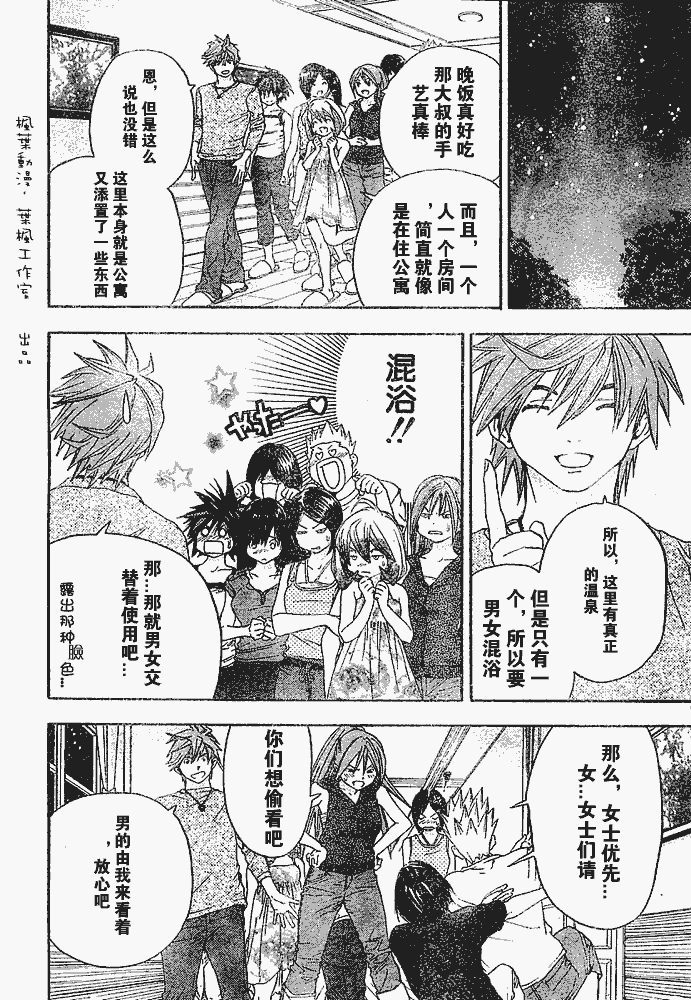 晚饭真好吃
那大叔的手
艺真棒
而且，一个
人一个房间
，简直就像
是在住公寓
恩，但是这么
说也没错
这里本身就是公寓
又添置了一些东西
所以，这里有真正
的温泉
但是只有一
个，所以要
男女混浴
混浴!!
那…那就男女交
替着使用吧…
露出那种臉色…
那么，女士优先…
女…女士们请
你们想偷看吧
男的由我来看着
，放心吧
楓葉動漫·葉楓工作室 出品